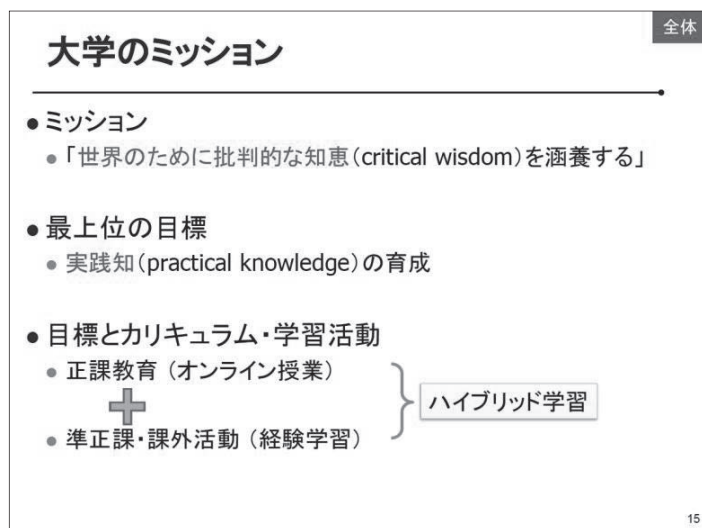 全体
大学のミッション
●ミッション
●「世界のために批判的な知恵(critical wisdom)を涵養する」
●最上位の目標
●実践知(practical knowledge)の育成
●目標とカリキュラム・学習活動
●正課教育(オンライン授業)
ハイブリッド学習
●準正課・課外活動(経験学習)
15